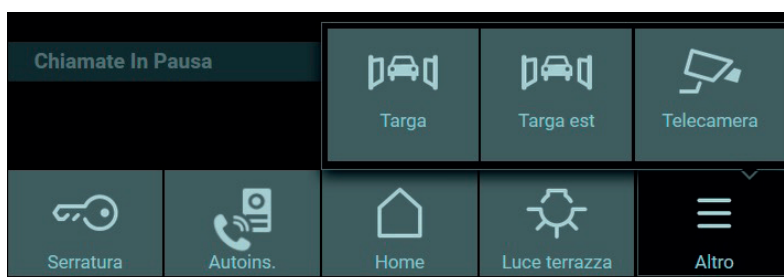 Chiamate In Pausa
Targa
Targa est
Telecamera
Serratura
Autoins.
Home
Luce terrazza
Altro